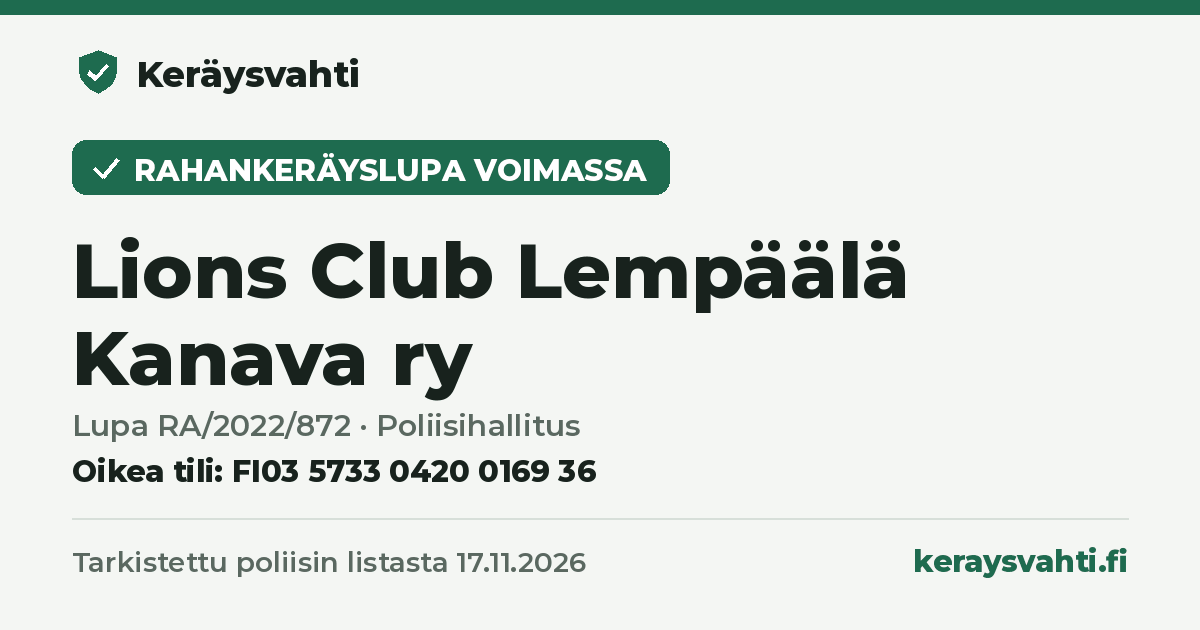 Keräysvahti
RAHANKERÄYSLUPA VOIMASSA
Lions Club Lempäälä
Kanava ry
Lupa RA/2022/872 · Poliisihallitus
Oikea tili: FI03 5733 0420 0169 36
Tarkistettu poliisin listasta 17.11.2026
keraysvahti.fi